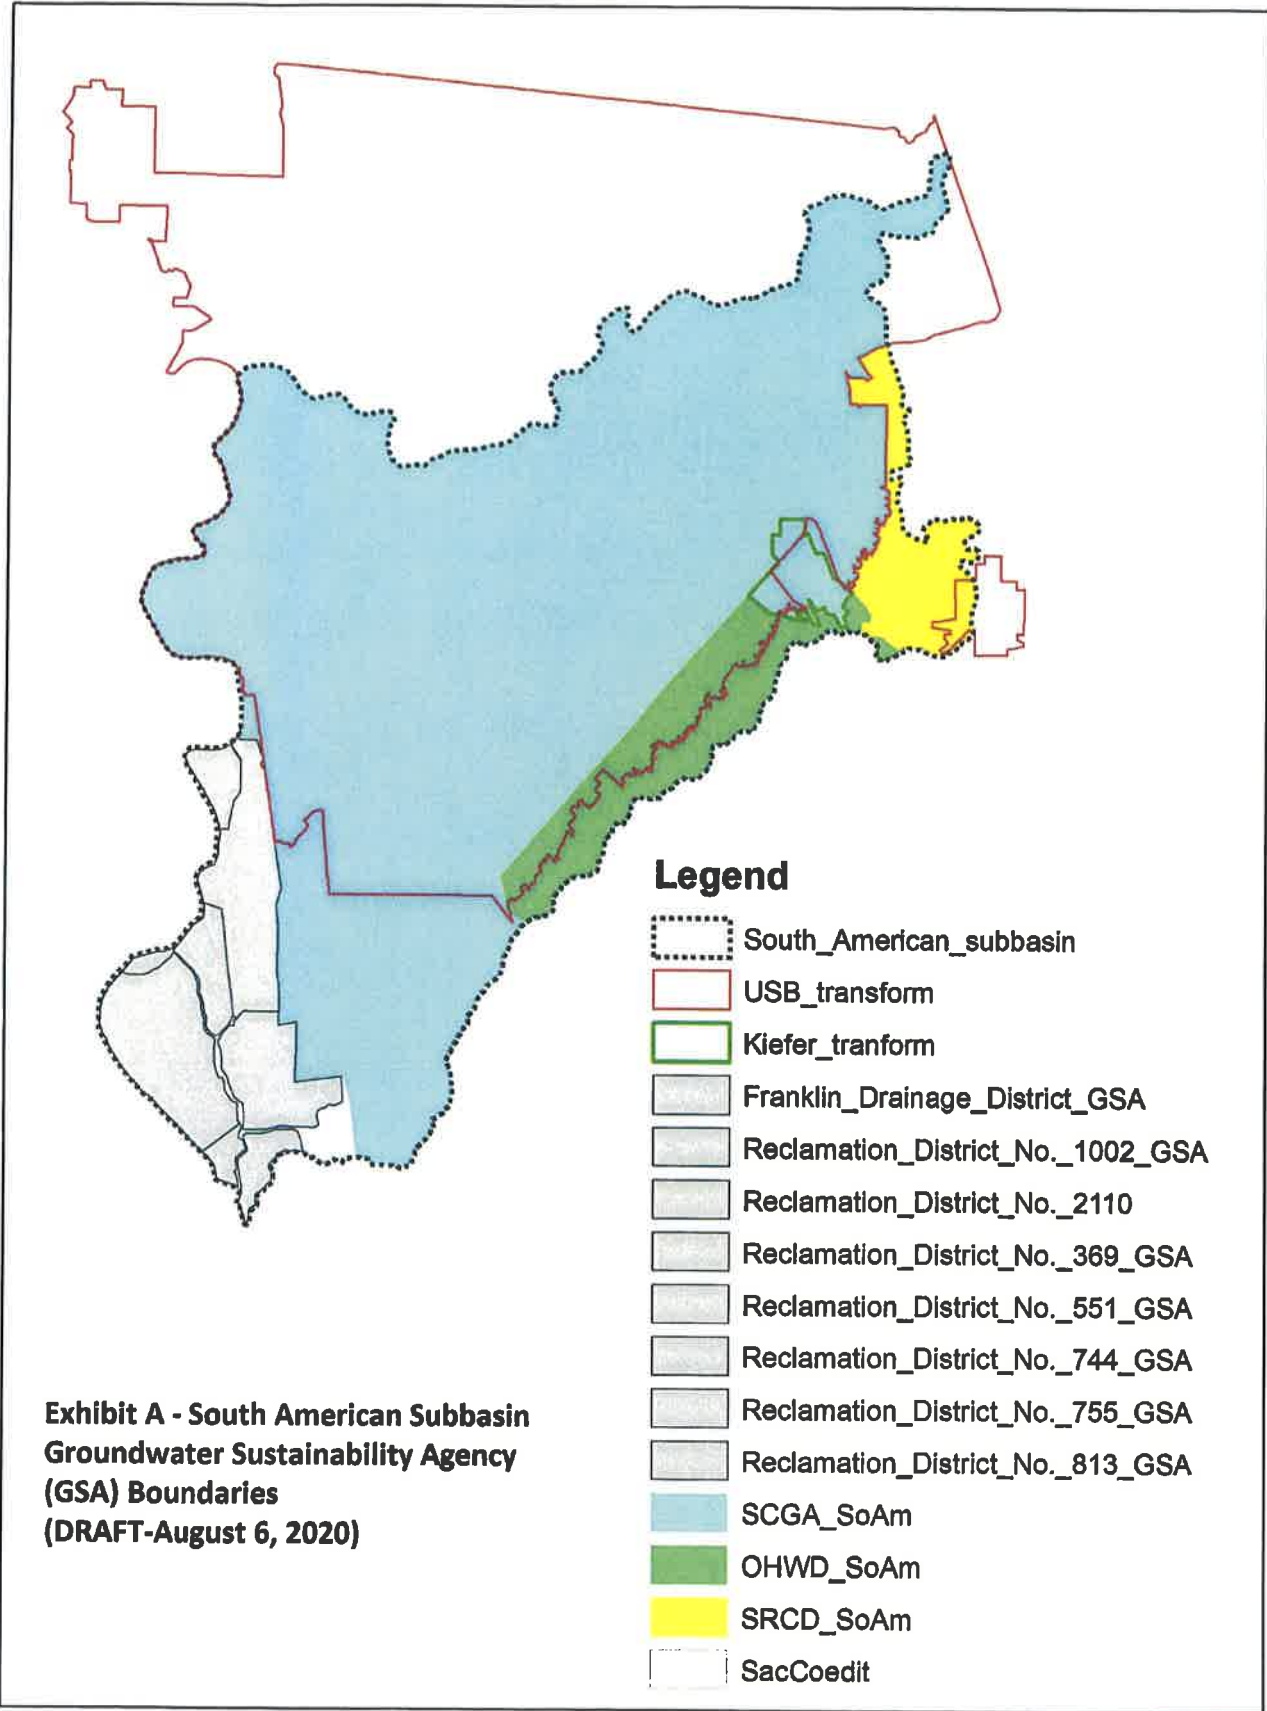 Legend
South_American_subbasin
USB_transform
Kiefer_tranform
Franklin_Drainage_District_GSA
Reclamation_District_No._1002_GSA
Reclamation_District_No._2110
Reclamation_District_No._369_GSA
Reclamation_District_No._551_GSA
Reclamation_District_No._744_GSA
Reclamation_District_No._755_GSA
Reclamation_District_No._813_GSA
SCGA_SoAm
OHWD_SoAm
SRCD_SoAm
SacCoedit
Exhibit A - South American Subbasin
Groundwater Sustainability Agency
(GSA) Boundaries
(DRAFT-August 6, 2020)